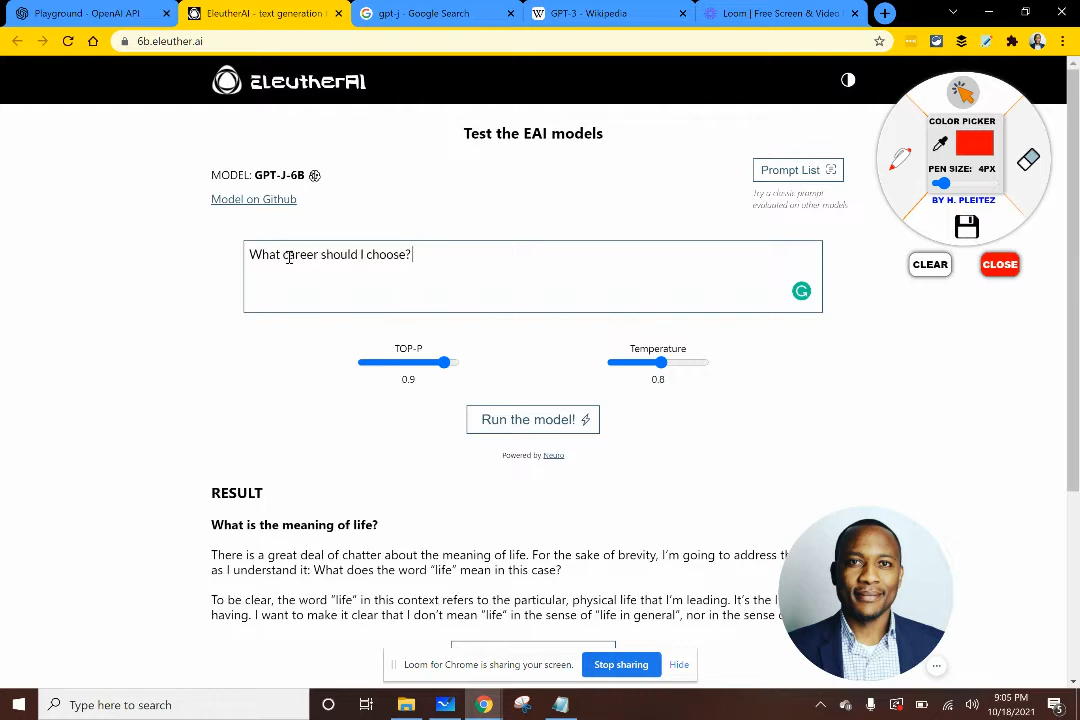 Playground - OpenAI API
EleutherAI - text generation
gpt-j - Google Search
GPT-3 - Wikipedia
Loom | Free Screen & Video
6b.eleuther.ai
EleutherAI
Test the EAI models
MODEL: GPT-J-6B
Prompt List
Model on Github
Try a classic prompt
evaluated on other models
COLOR PICKER
PEN SIZE: 4PX
BY H. PLEITEZ
CLEAR
CLOSE
What career should I choose?
TOP-P
Temperature
0.9
0.8
Run the model!
Powered by Neuro
RESULT
What is the meaning of life?
There is a great deal of chatter about the meaning of life. For the sake of brevity, I'm going to address th
as I understand it: What does the word "life" mean in this case?
To be clear, the word "life" in this context refers to the particular, physical life that I'm leading. It's the l
having. I want to make it clear that I don't mean "life" in the sense of "life in general", nor in the sense
Loom for Chrome is sharing your screen.
Stop sharing
Hide
Type here to search
9:05 PM
10/18/2021
5